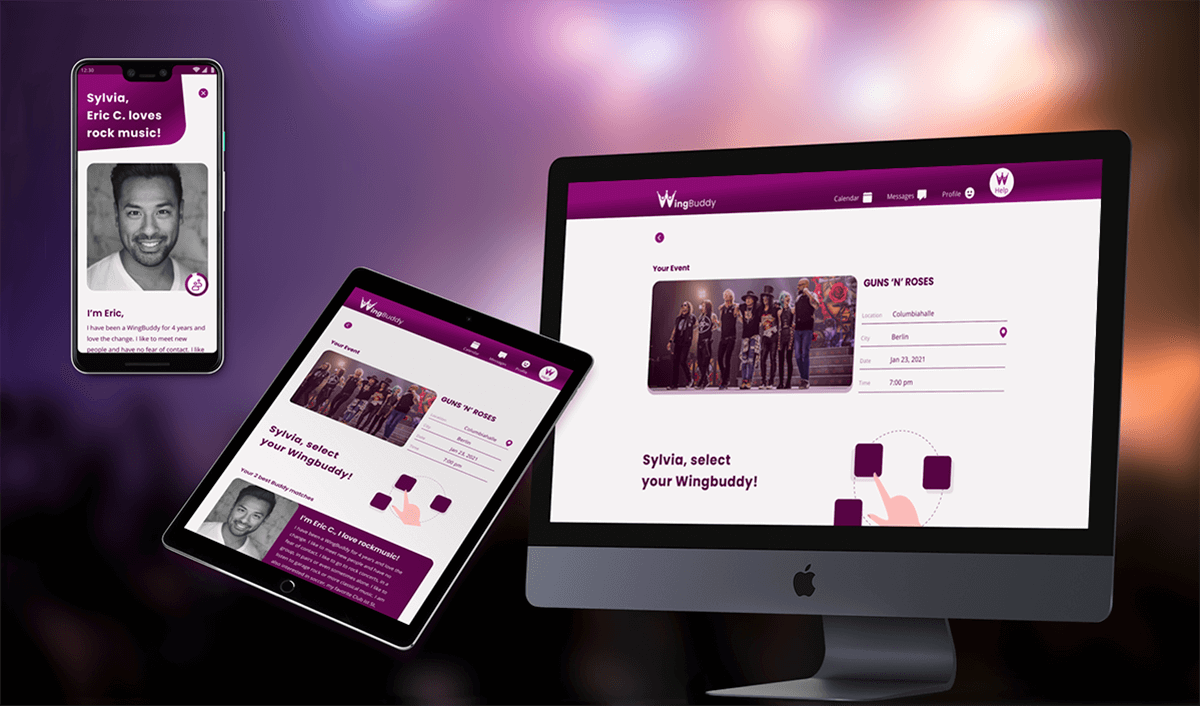 12:30
Sylvia,
Eric C. loves
rock music!
I'm Eric,
I have been a WingBuddy for 4 years and
love the change. I like to meet new
people and have no fear of contact. I like
WingBuddy
Calendar
Messages
Profile
Help
Your Event
GUNS 'N' ROSES
Location Columbiahalle
City Berlin
Date Jan 23, 2021
Time 7:00 pm
Sylvia, select
your Wingbuddy!
Your 2 best Buddy matches
I'm Eric C., I love rockmusic!
I have been a WingBuddy for 4 years and love the
change. I like to meet new people and have no
fear of contact. I like to go to rock concerts, in a
group, in pairs or even sometimes alone. I like to
listen to garage rock or more classical music. I am
also interested in soccer, my favorite Club ist St.
WingBuddy
Calendar
Messages
Profile
Help
Your Event
GUNS 'N' ROSES
Location Columbiahalle
City Berlin
Date Jan 23, 2021
Time 7:00 pm
Sylvia, select
your Wingbuddy!